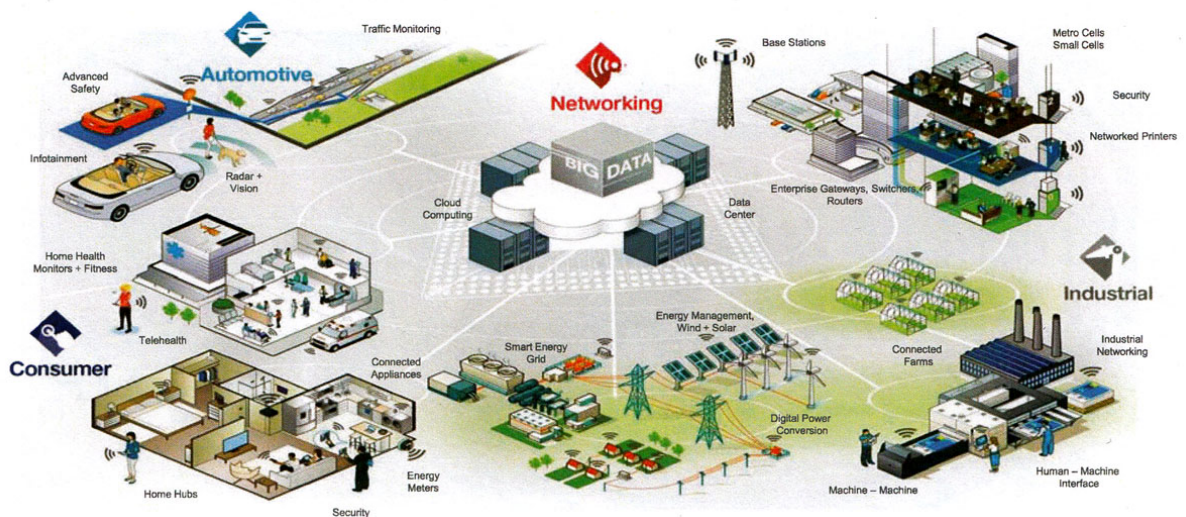 Traffic Monitoring
Automotive
Advanced
Safety
Infotainment
Radar +
Vision
Networking
BIG DATA
Cloud
Computing
Data
Center
Base Stations
Metro Cells
Small Cells
Security
Networked Printers
Enterprise Gateways, Switchers,
Routers
Home Health
Monitors + Fitness
Telehealth
Consumer
Connected
Appliances
Home Hubs
Security
Energy
Meters
Smart Energy
Grid
Energy Management,
Wind + Solar
Digital Power
Conversion
Connected
Farms
Industrial
Industrial
Networking
Machine – Machine
Human – Machine
Interface